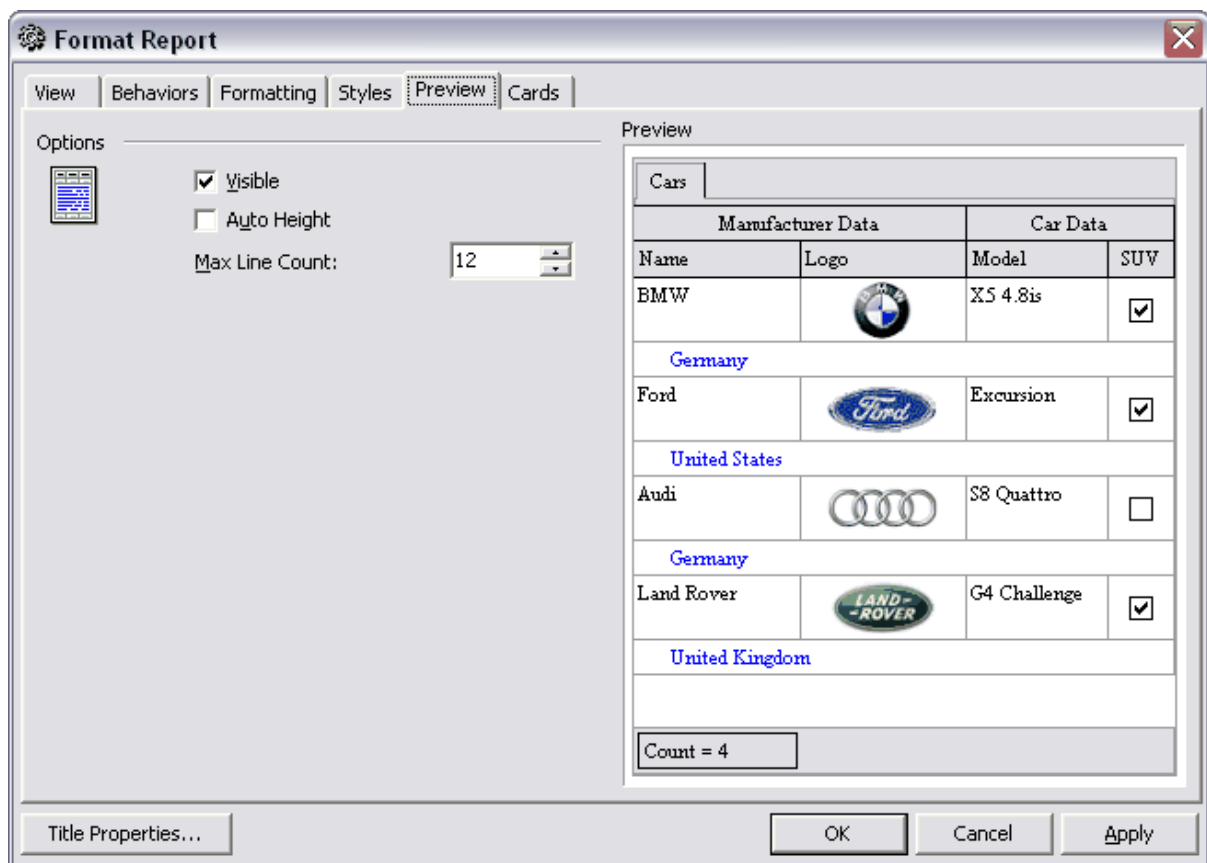 Format Report
View Behaviors Formatting Styles Preview Cards
Options
Visible
Auto Height
Max Line Count: 12
Preview
Cars
Manufacturer Data Car Data
Name Logo Model SUV
BMW BMW X5 4.8is
Germany
Ford Ford Excursion
United States
Audi S8 Quattro
Germany
Land Rover LAND- G4 Challenge
-ROVER
United Kingdom
Count = 4
Title Properties... OK Cancel Apply